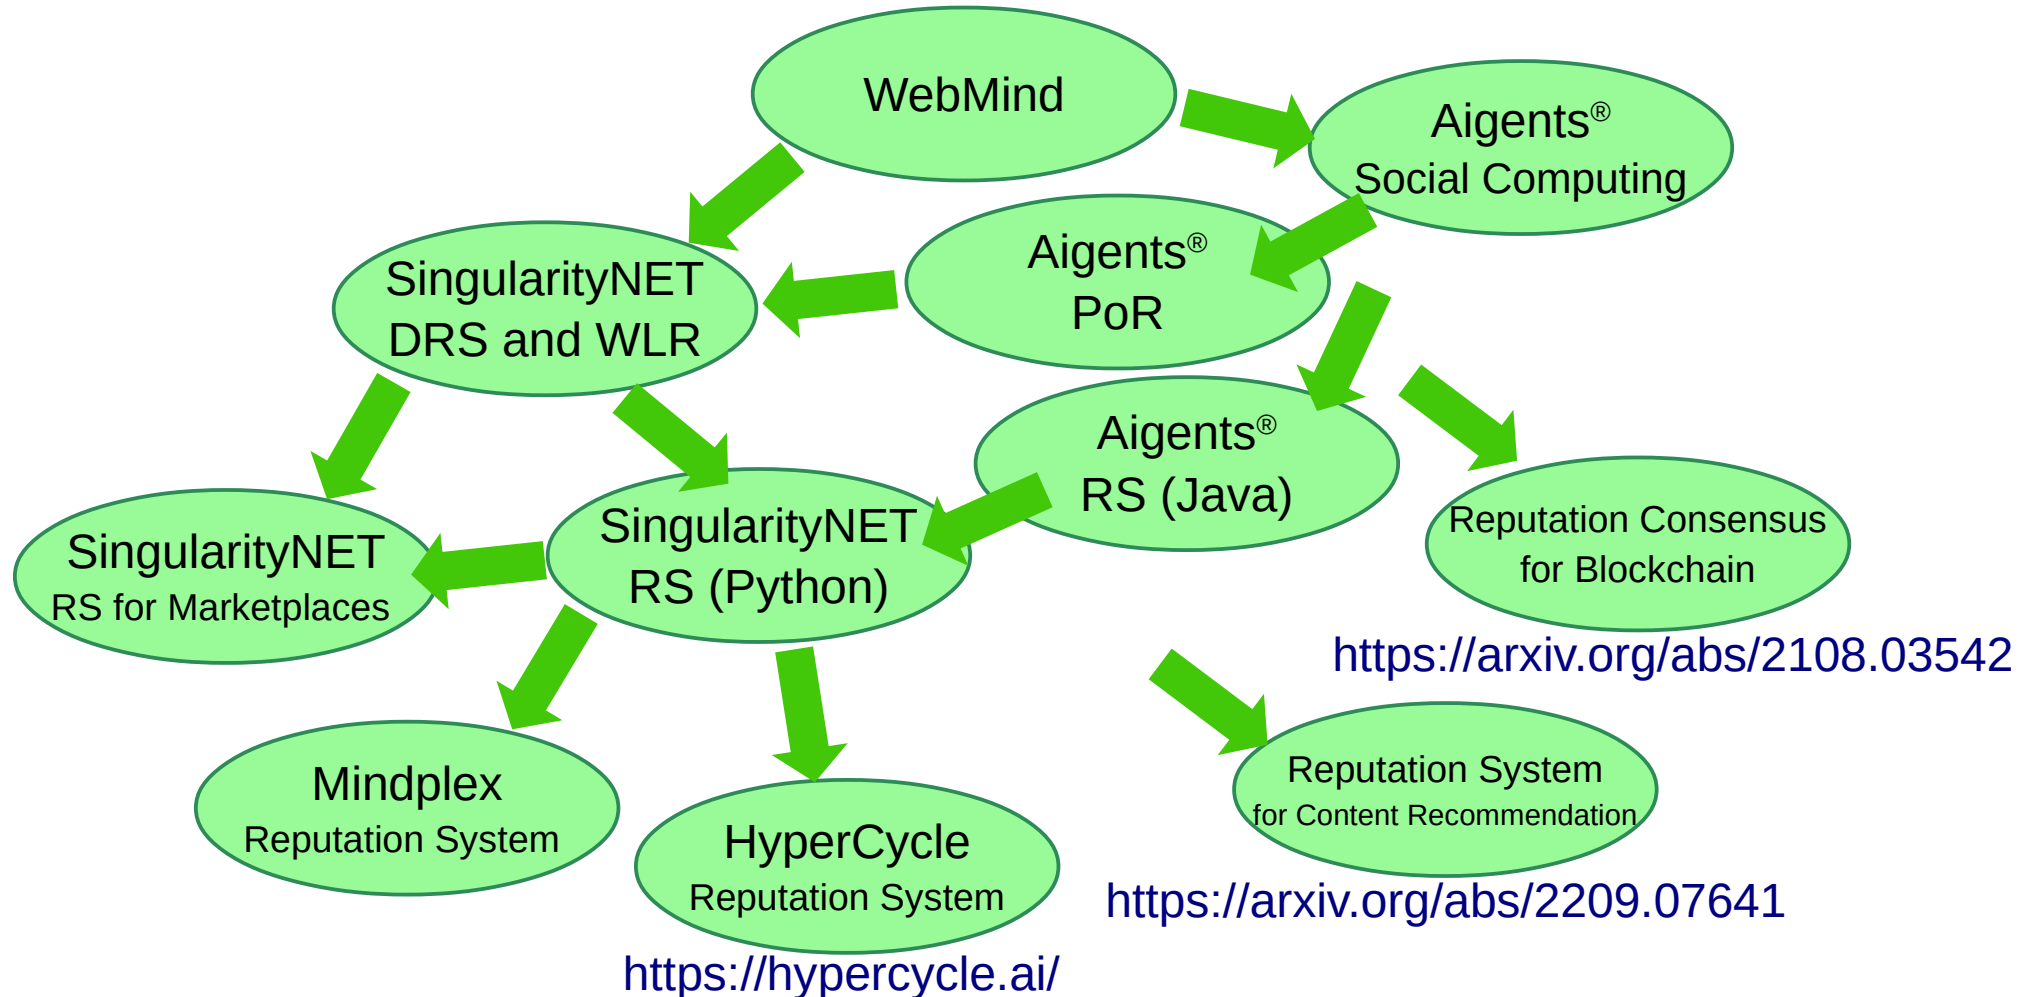 WebMind
Aigents®
Social Computing
Aigents®
PoR
SingularityNET
DRS and WLR
Aigents®
RS (Java)
SingularityNET
RS (Python)
SingularityNET
RS for Marketplaces
Reputation Consensus
for Blockchain
https://arxiv.org/abs/2108.03542
Mindplex
Reputation System
HyperCycle
Reputation System
https://hypercycle.ai/
Reputation System
for Content Recommendation
https://arxiv.org/abs/2209.07641